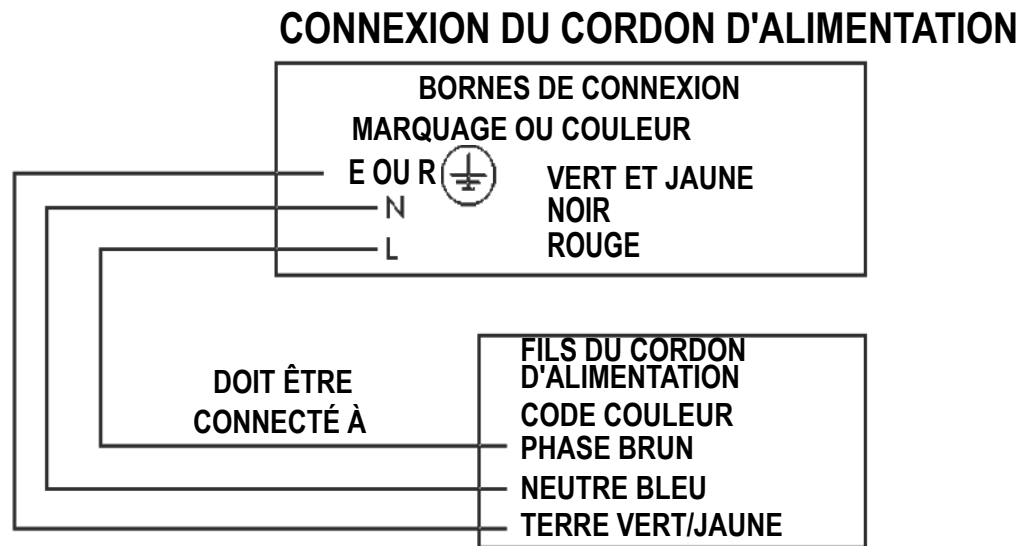 CONNEXION DU CORDON D'ALIMENTATION
BORNES DE CONNEXION
MARQUAGE OU COULEUR
E OU R VERT ET JAUNE
N NOIR
L ROUGE
DOIT ÊTRE
CONNECTÉ À
FILS DU CORDON
D'ALIMENTATION
CODE COULEUR
PHASE BRUN
NEUTRE BLEU
TERRE VERT/JAUNE